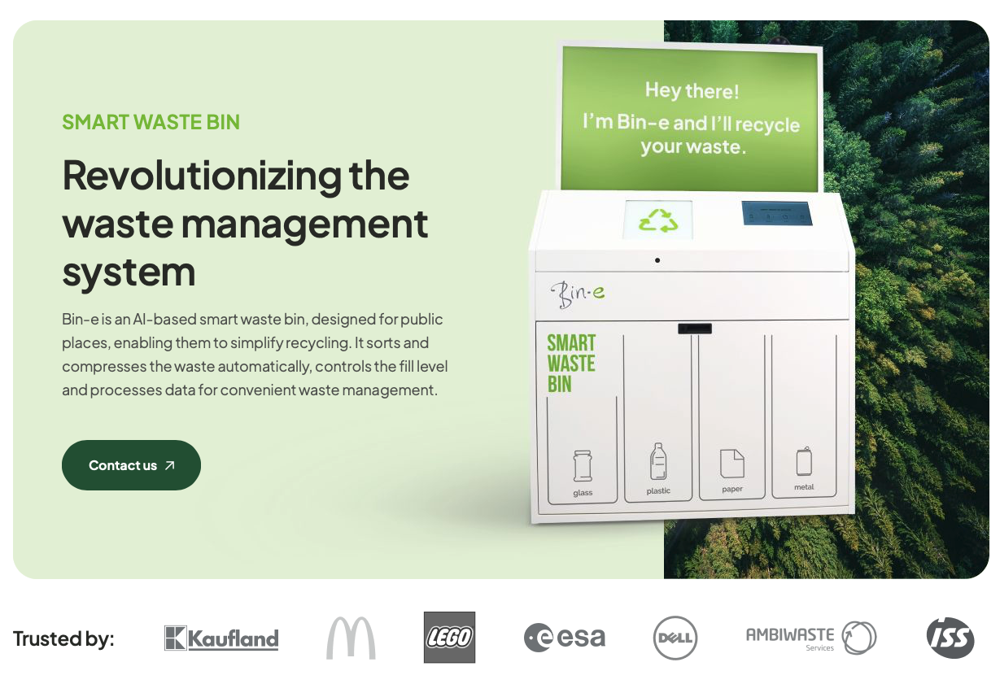 SMART WASTE BIN
Revolutionizing the
waste management
system
Bin-e is an AI-based smart waste bin, designed for public
places, enabling them to simplify recycling. It sorts and
compresses the waste automatically, controls the fill level
and processes data for convenient waste management.
Contact us
Hey there!
I'm Bin-e and I'll recycle
your waste.
Bin-e
SMART
WASTE
BIN
glass
plastic
paper
metal
Trusted by:
Kaufland
LEGO
esa
DELL
AMBIWASTE
Services
ISS